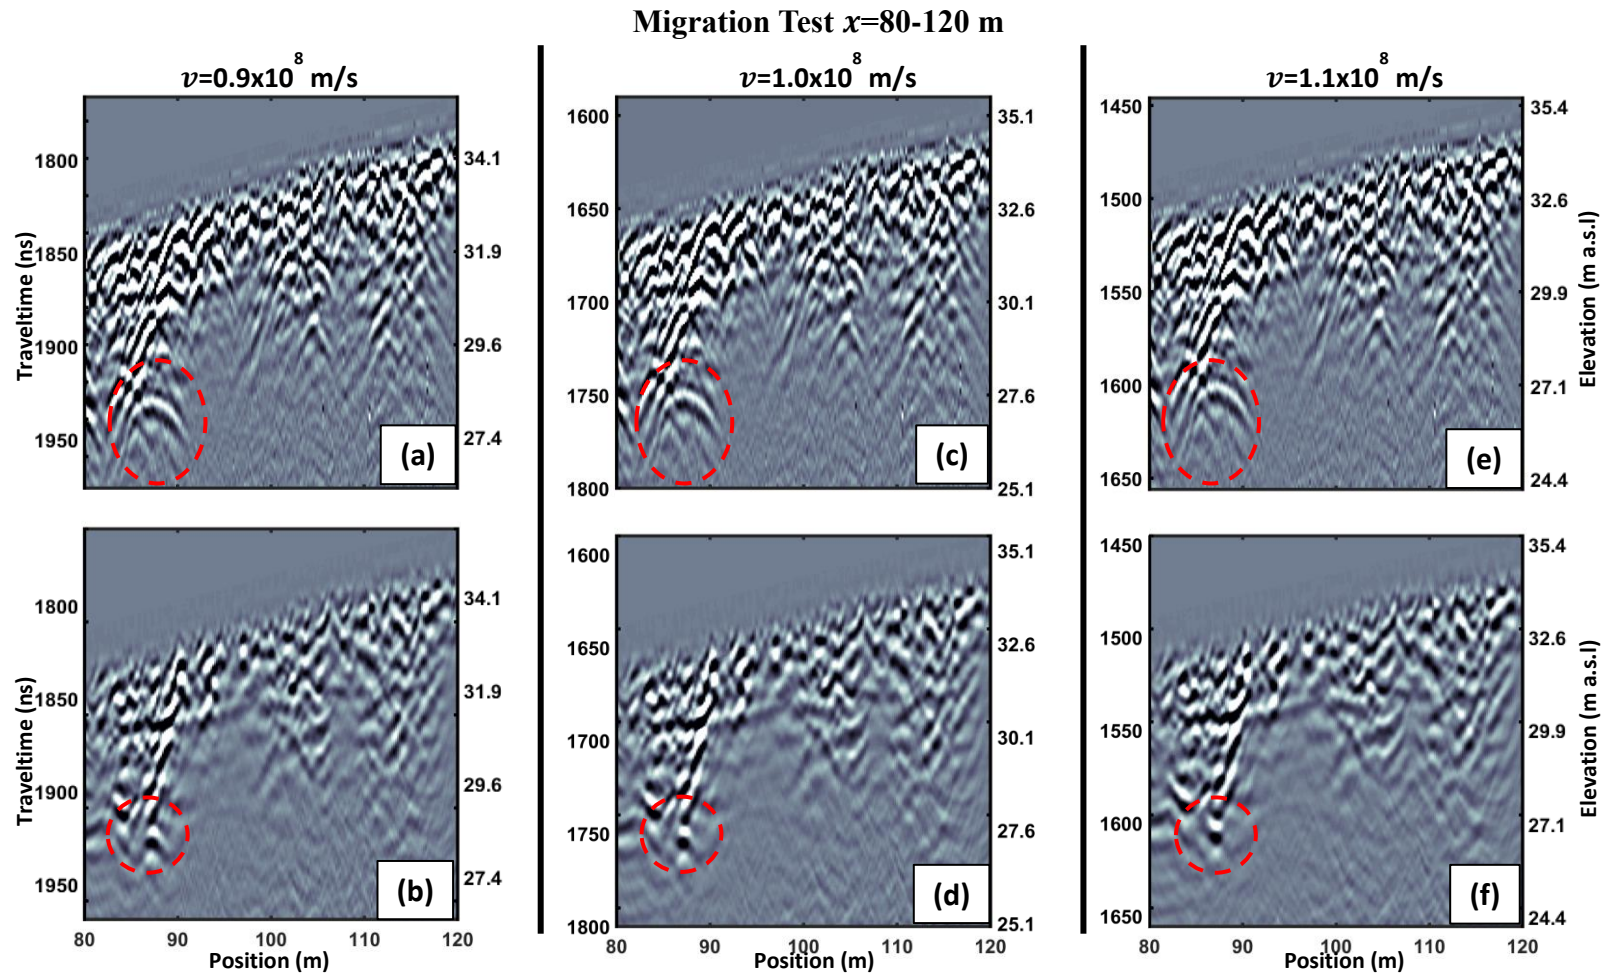 Migration Test x=80-120 m
v=0.9x10⁸ m/s
v=1.0x10⁸ m/s
v=1.1x10⁸ m/s
Traveltime (ns)
1800
1850
1900
1950
34.1
31.9
29.6
27.4
(a)
1600
1650
1700
1750
1800
35.1
32.6
30.1
27.6
25.1
(c)
1450
1500
1550
1600
1650
35.4
32.6
29.9
27.1
24.4
(e)
Elevation (m a.s.l)
Traveltime (ns)
1800
1850
1900
1950
34.1
31.9
29.6
27.4
(b)
80 90 100 110 120
Position (m)
1600
1650
1700
1750
1800
35.1
32.6
30.1
27.6
25.1
(d)
80 90 100 110 120
Position (m)
1450
1500
1550
1600
1650
35.4
32.6
29.9
27.1
24.4
(f)
80 90 100 110 120
Position (m)
Elevation (m a.s.l)